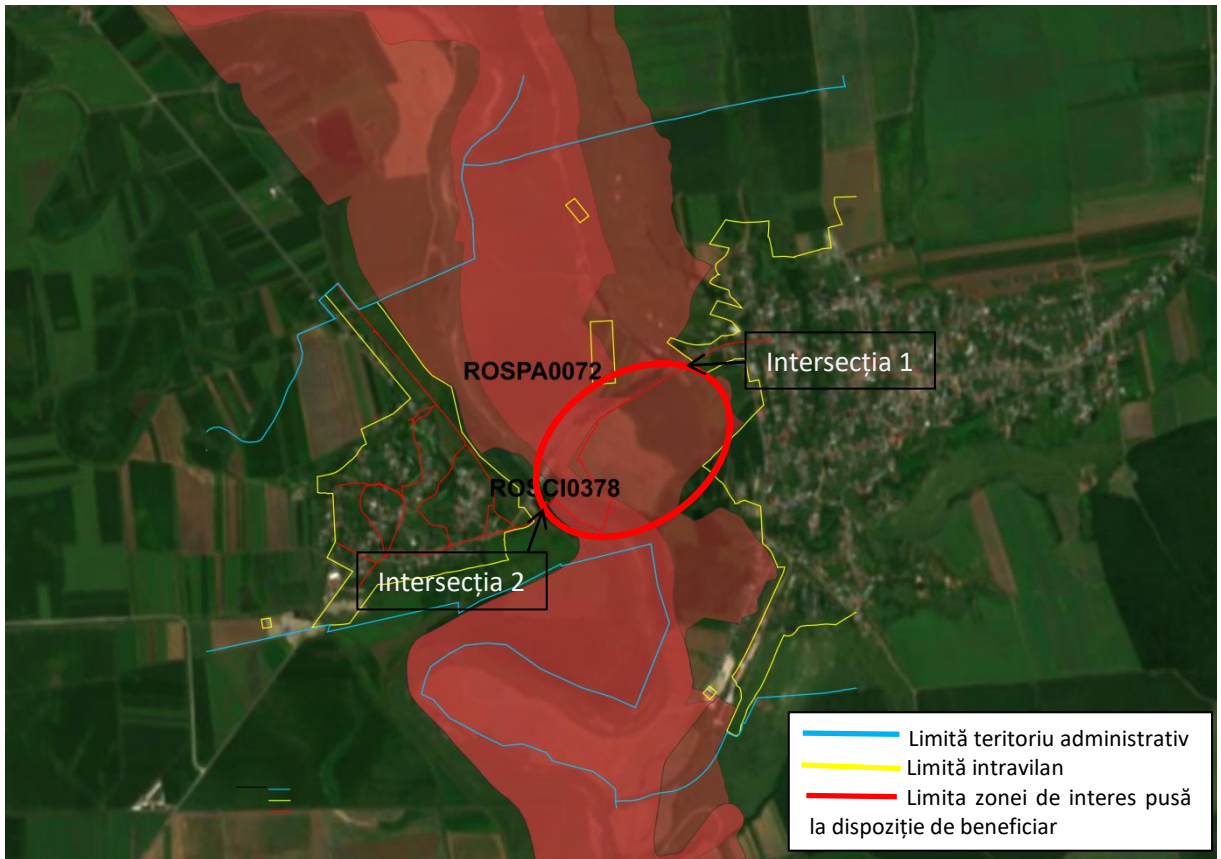 ROSPA0072
Intersecția 1
ROSCI0378
Intersecția 2
Limită teritoriu administrativ
Limită intravilan
Limita zonei de interes pusă
la dispoziție de beneficiar